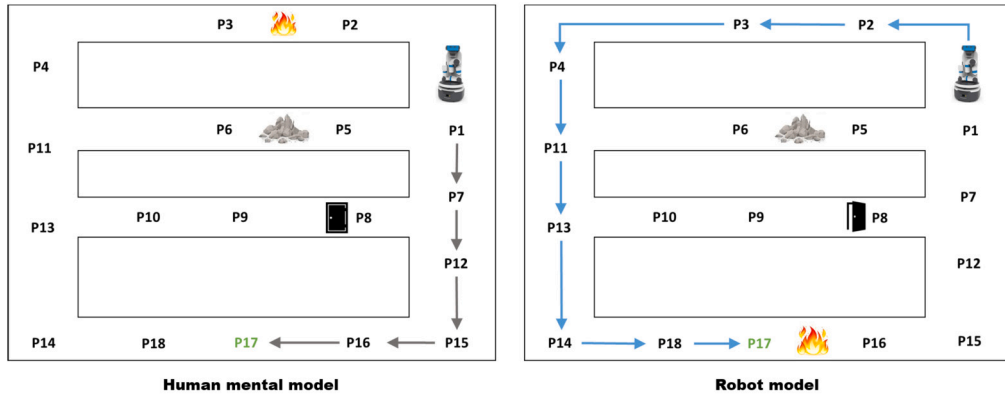 P3 P2
P4
P6 P5 P1
P11
P7
P10 P9 P8
P13
P12
P14 P18 P17 P16 P15
Human mental model
P3 P2
P4
P6 P5 P1
P11
P7
P10 P9 P8
P13
P12
P14 P18 P17 P16 P15
Robot model